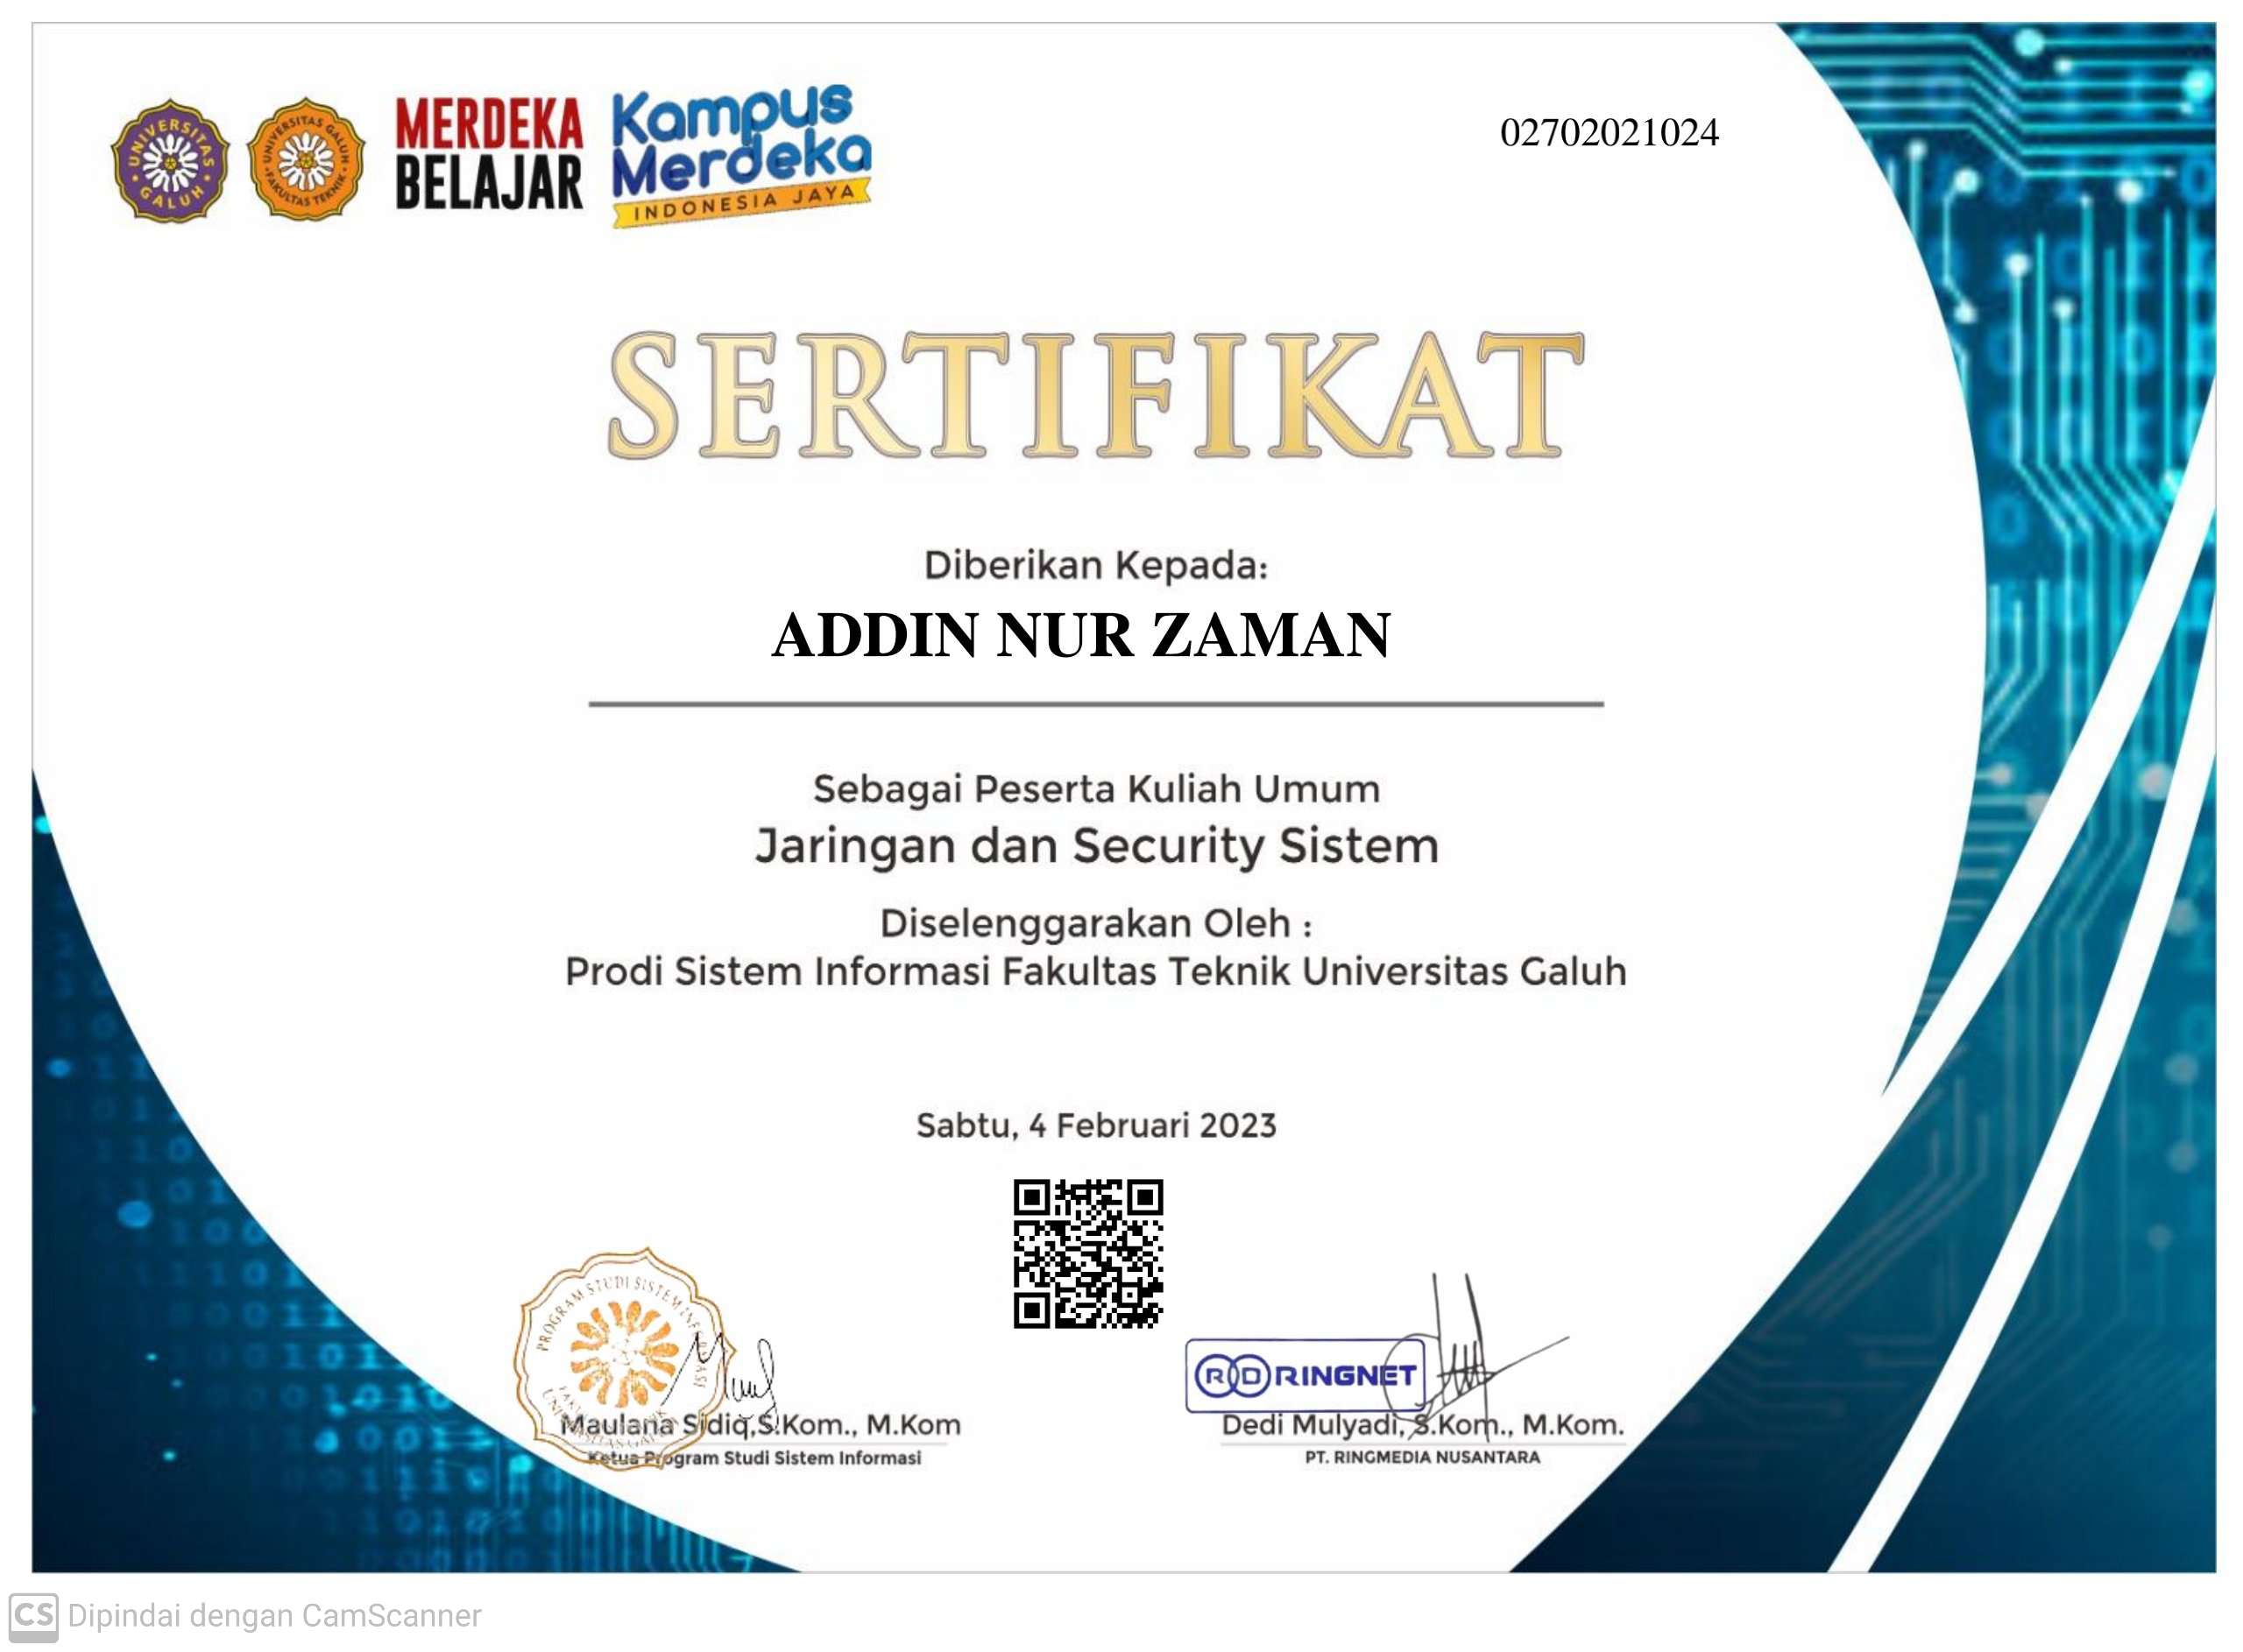 UNIVERSITAS
GALUH
UNIVERSITAS GALUH
FAKULTAS TEKNIK
MERDEKA
BELAJAR
Kampus
Merdeka
INDONESIA JAYA
02702021024
SERTIFIKAT
Diberikan Kepada:
ADDIN NUR ZAMAN
Sebagai Peserta Kuliah Umum
Jaringan dan Security Sistem
Diselenggarakan Oleh :
Prodi Sistem Informasi Fakultas Teknik Universitas Galuh
Sabtu, 4 Februari 2023
PROGRAM STUDI SISTEM INFORMASI
RD RINGNET
Maulana Sidiq,S.Kom., M.Kom
Ketua Program Studi Sistem Informasi
Dedi Mulyadi, S.Kom., M.Kom.
PT. RINGMEDIA NUSANTARA
CS Dipindai dengan CamScanner